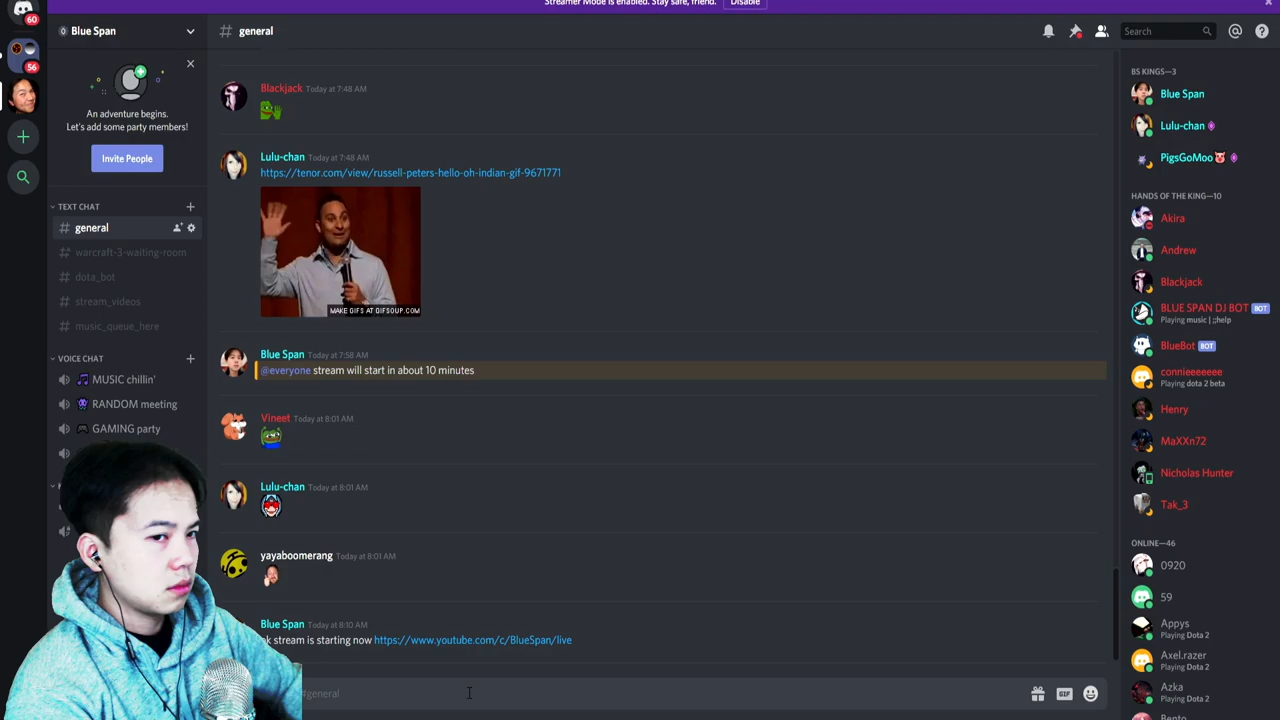 Streamer Mode is enabled. Stay safe, friend. Disable
60
56
Blue Span
An adventure begins.
Let's add some party members!
Invite People
TEXT CHAT
general
warcraft-3-waiting-room
dota_bot
stream_videos
music_queue_here
VOICE CHAT
MUSIC chillin'
RANDOM meeting
GAMING party
# general
Search
Blackjack Today at 7:48 AM
Lulu-chan Today at 7:48 AM
https://tenor.com/view/russell-peters-hello-oh-indian-gif-9671771
MAKE GIFS AT GIFSOUP.COM
Blue Span Today at 7:58 AM
@everyone stream will start in about 10 minutes
Vineet Today at 8:01 AM
Lulu-chan Today at 8:01 AM
yayaboomerang Today at 8:01 AM
Blue Span Today at 8:10 AM
ok stream is starting now https://www.youtube.com/c/BlueSpan/live
#general
GIF
BS KINGS—3
Blue Span
Lulu-chan
PigsGoMoo
HANDS OF THE KING—10
Akira
Andrew
Blackjack
BLUE SPAN DJ BOT BOT
Playing music | ;;help
BlueBot BOT
connieeeeeee
Playing dota 2 beta
Henry
MaXXn72
Nicholas Hunter
Tak_3
ONLINE—46
0920
59
Appys
Playing Dota 2
Axel.razer
Playing Dota 2
Azka
Playing Dota 2
Bento